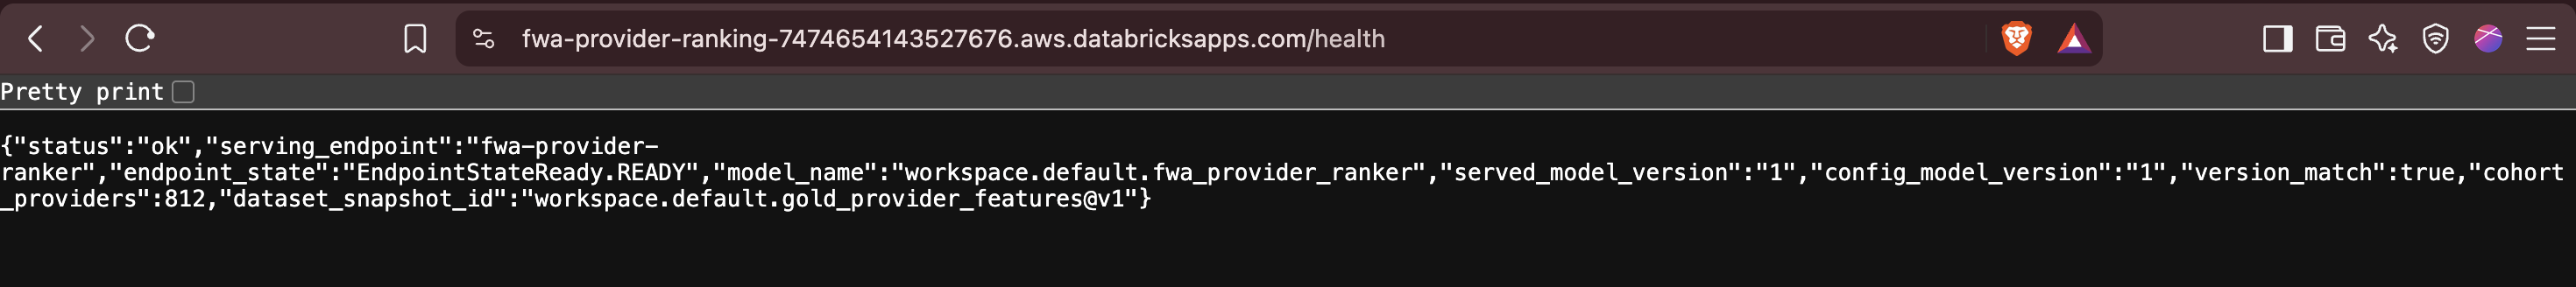 fwa-provider-ranking-7474654143527676.aws.databricksapps.com/health
Pretty print
{"status":"ok","serving_endpoint":"fwa-provider-
ranker","endpoint_state":"EndpointStateReady.READY","model_name":"workspace.default.fwa_provider_ranker","served_model_version":"1","config_model_version":"1","version_match":true,"cohort
_providers":812,"dataset_snapshot_id":"workspace.default.gold_provider_features@v1"}